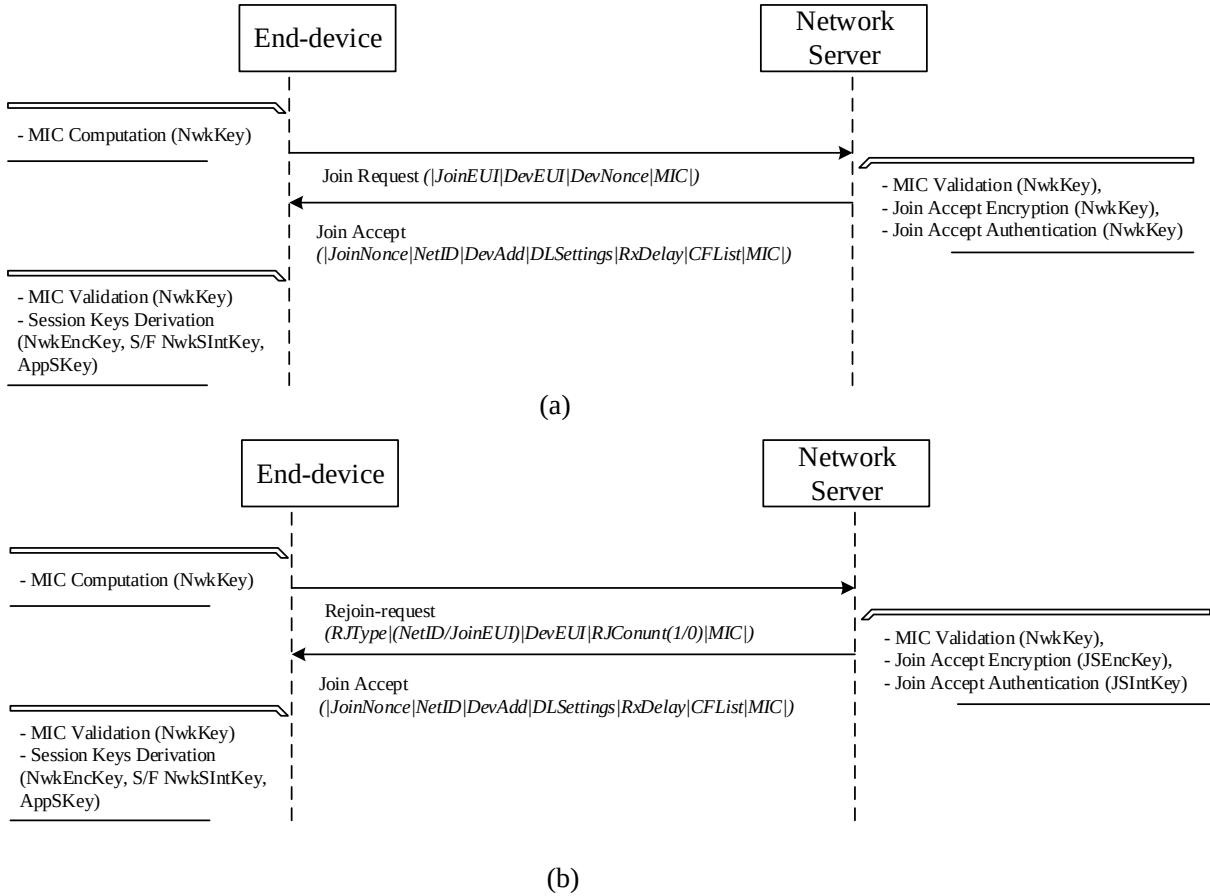 End-device
Network
Server
- MIC Computation (NwkKey)
Join Request (|JoinEUI|DevEUI|DevNonce|MIC|)
- MIC Validation (NwkKey),
- Join Accept Encryption (NwkKey),
- Join Accept Authentication (NwkKey)
Join Accept
(|JoinNonce|NetID|DevAdd|DLSettings|RxDelay|CFList|MIC|)
- MIC Validation (NwkKey)
- Session Keys Derivation
(NwkEncKey, S/F NwkSIntKey,
AppSKey)
(a)
End-device
Network
Server
- MIC Computation (NwkKey)
Rejoin-request
(RJType|(NetID/JoinEUI)|DevEUI|RJConunt(1/0)|MIC|)
- MIC Validation (NwkKey),
- Join Accept Encryption (JSEncKey),
- Join Accept Authentication (JSIntKey)
Join Accept
(|JoinNonce|NetID|DevAdd|DLSettings|RxDelay|CFList|MIC|)
- MIC Validation (NwkKey)
- Session Keys Derivation
(NwkEncKey, S/F NwkSIntKey,
AppSKey)
(b)